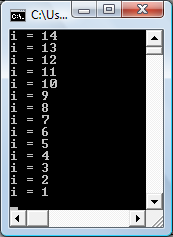 C:\Us...
i = 14
i = 13
i = 12
i = 11
i = 10
i = 9
i = 8
i = 7
i = 6
i = 5
i = 4
i = 3
i = 2
i = 1